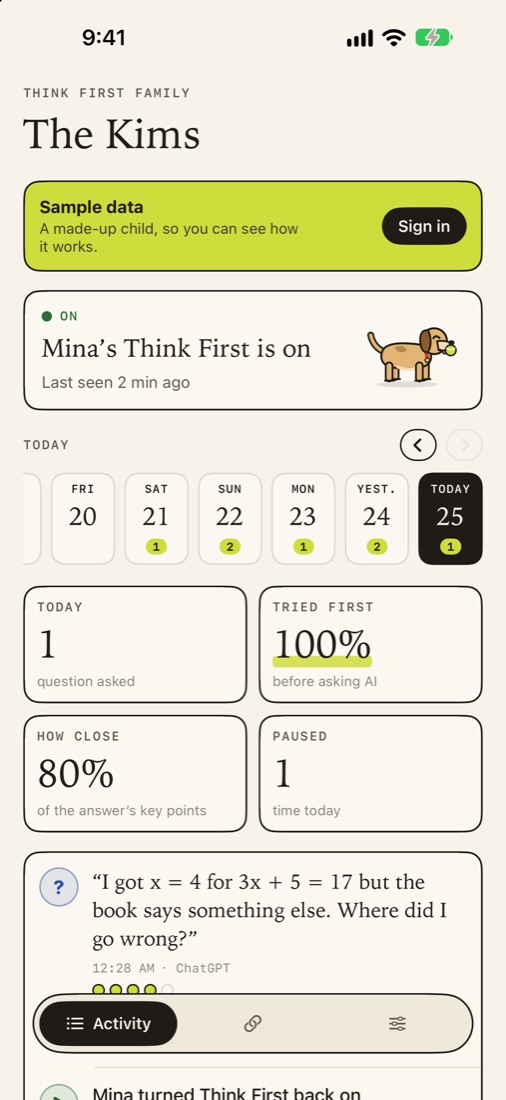 9:41
THINK FIRST FAMILY
The Kims
Sample data
A made-up child, so you can see how
it works.
Sign in
ON
Mina’s Think First is on
Last seen 2 min ago
TODAY
FRI
20
SAT
21
1
SUN
22
2
MON
23
1
YEST.
24
2
TODAY
25
1
TODAY
1
question asked
TRIED FIRST
100%
before asking AI
HOW CLOSE
80%
of the answer’s key points
PAUSED
1
time today
?
“I got x = 4 for 3x + 5 = 17 but the
book says something else. Where did I
go wrong?”
12:28 AM · ChatGPT
Activity
Mina turned Think First back on